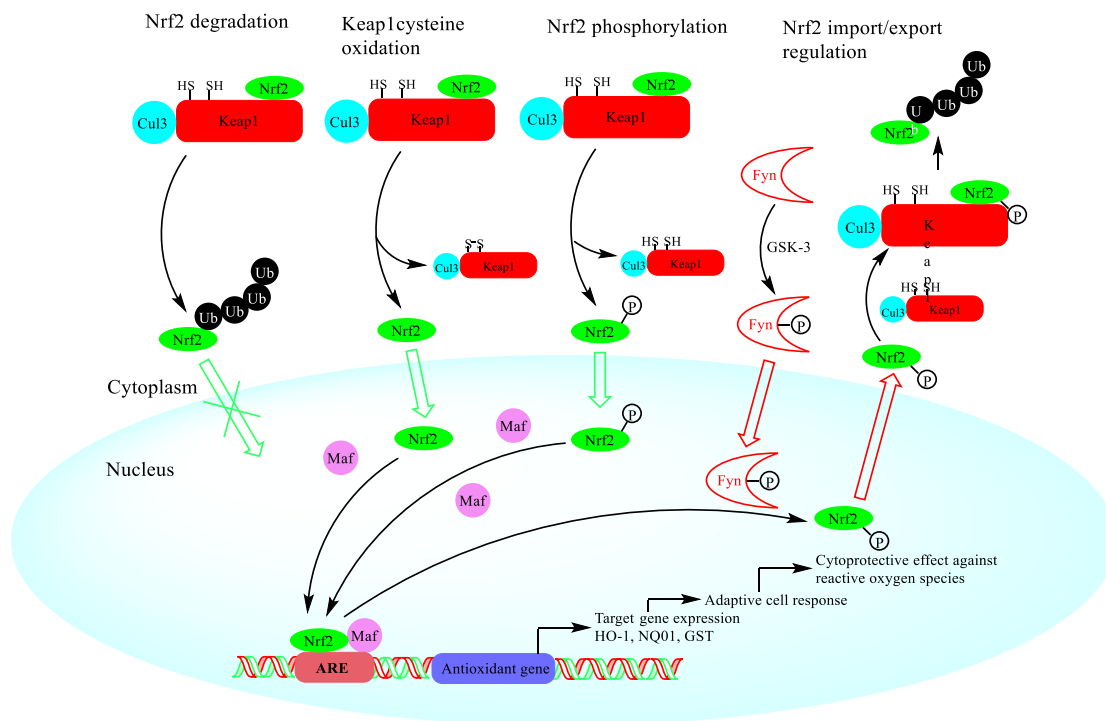 Nrf2 degradation
Keap1cysteine
oxidation
Nrf2 phosphorylation
Nrf2 import/export
regulation
HS SH
Nrf2
Cul3
Keap1
HS SH
Nrf2
Cul3
Keap1
HS SH
Nrf2
Cul3
Keap1
Ub
Ub
Ub
U
b
Nrf2
Fyn
HS SH
Nrf2
P
Cul3
K
e
a
p
GSK-3
S-S
Cul3
Keap1
HS SH
Cul3
Keap1
HS SH
Cul3
Keap1
Ub
Ub
Ub
Ub
Nrf2
Nrf2
P
Nrf2
Fyn
P
Nrf2
P
Cytoplasm
Nucleus
Maf
Nrf2
Maf
P
Nrf2
Maf
Fyn
P
Nrf2
P
Cytoprotective effect against
reactive oxygen species
Adaptive cell response
Target gene expression
HO-1, NQ01, GST
Nrf2
Maf
ARE
Antioxidant gene